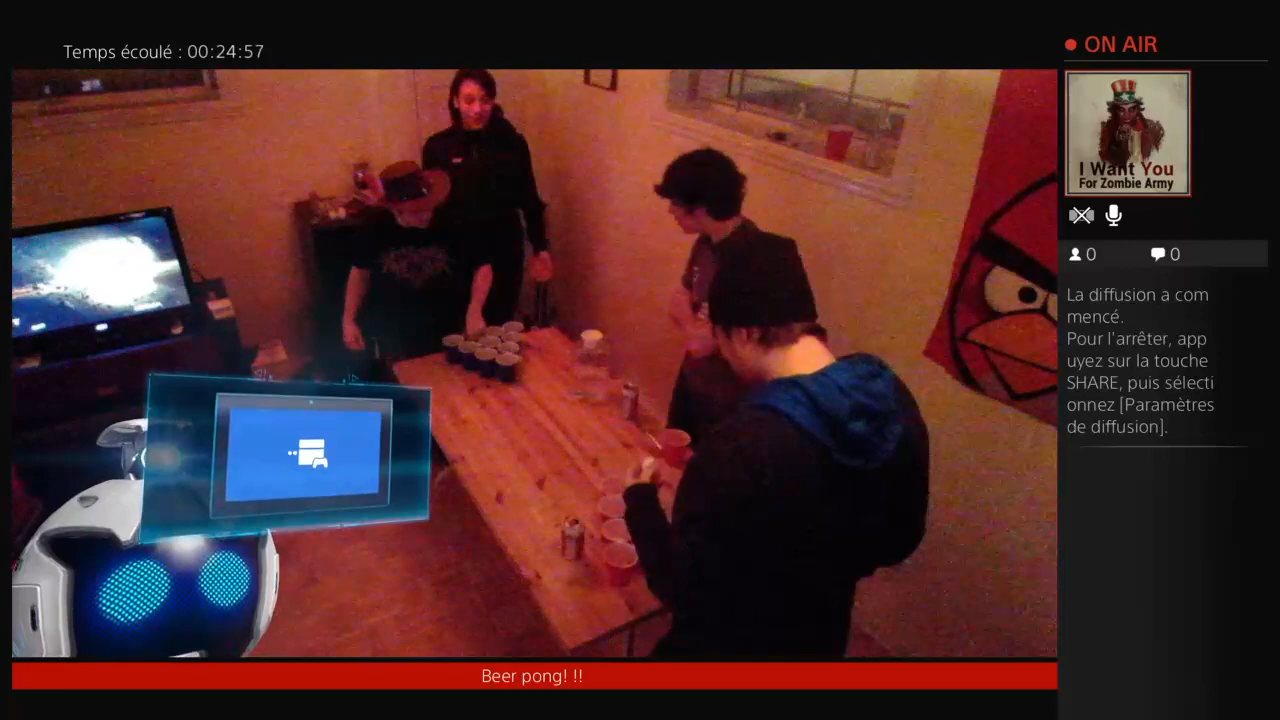 Temps écoulé : 00:24:57
ON AIR
I Want You
For Zombie Army
0
0
La diffusion a com
mencé.
Pour l'arrêter, app
uyez sur la touche
SHARE, puis sélecti
onnez [Paramètres
de diffusion].
Beer pong! !!